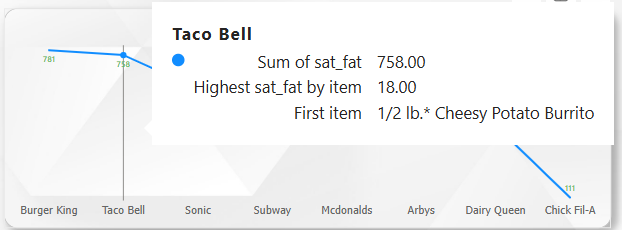 Taco Bell
Sum of sat_fat 758.00
Highest sat_fat by item 18.00
First item 1/2 lb.* Cheesy Potato Burrito
781
758
111
Burger King Taco Bell Sonic Subway Mcdonalds Arbys Dairy Queen Chick Fil-A